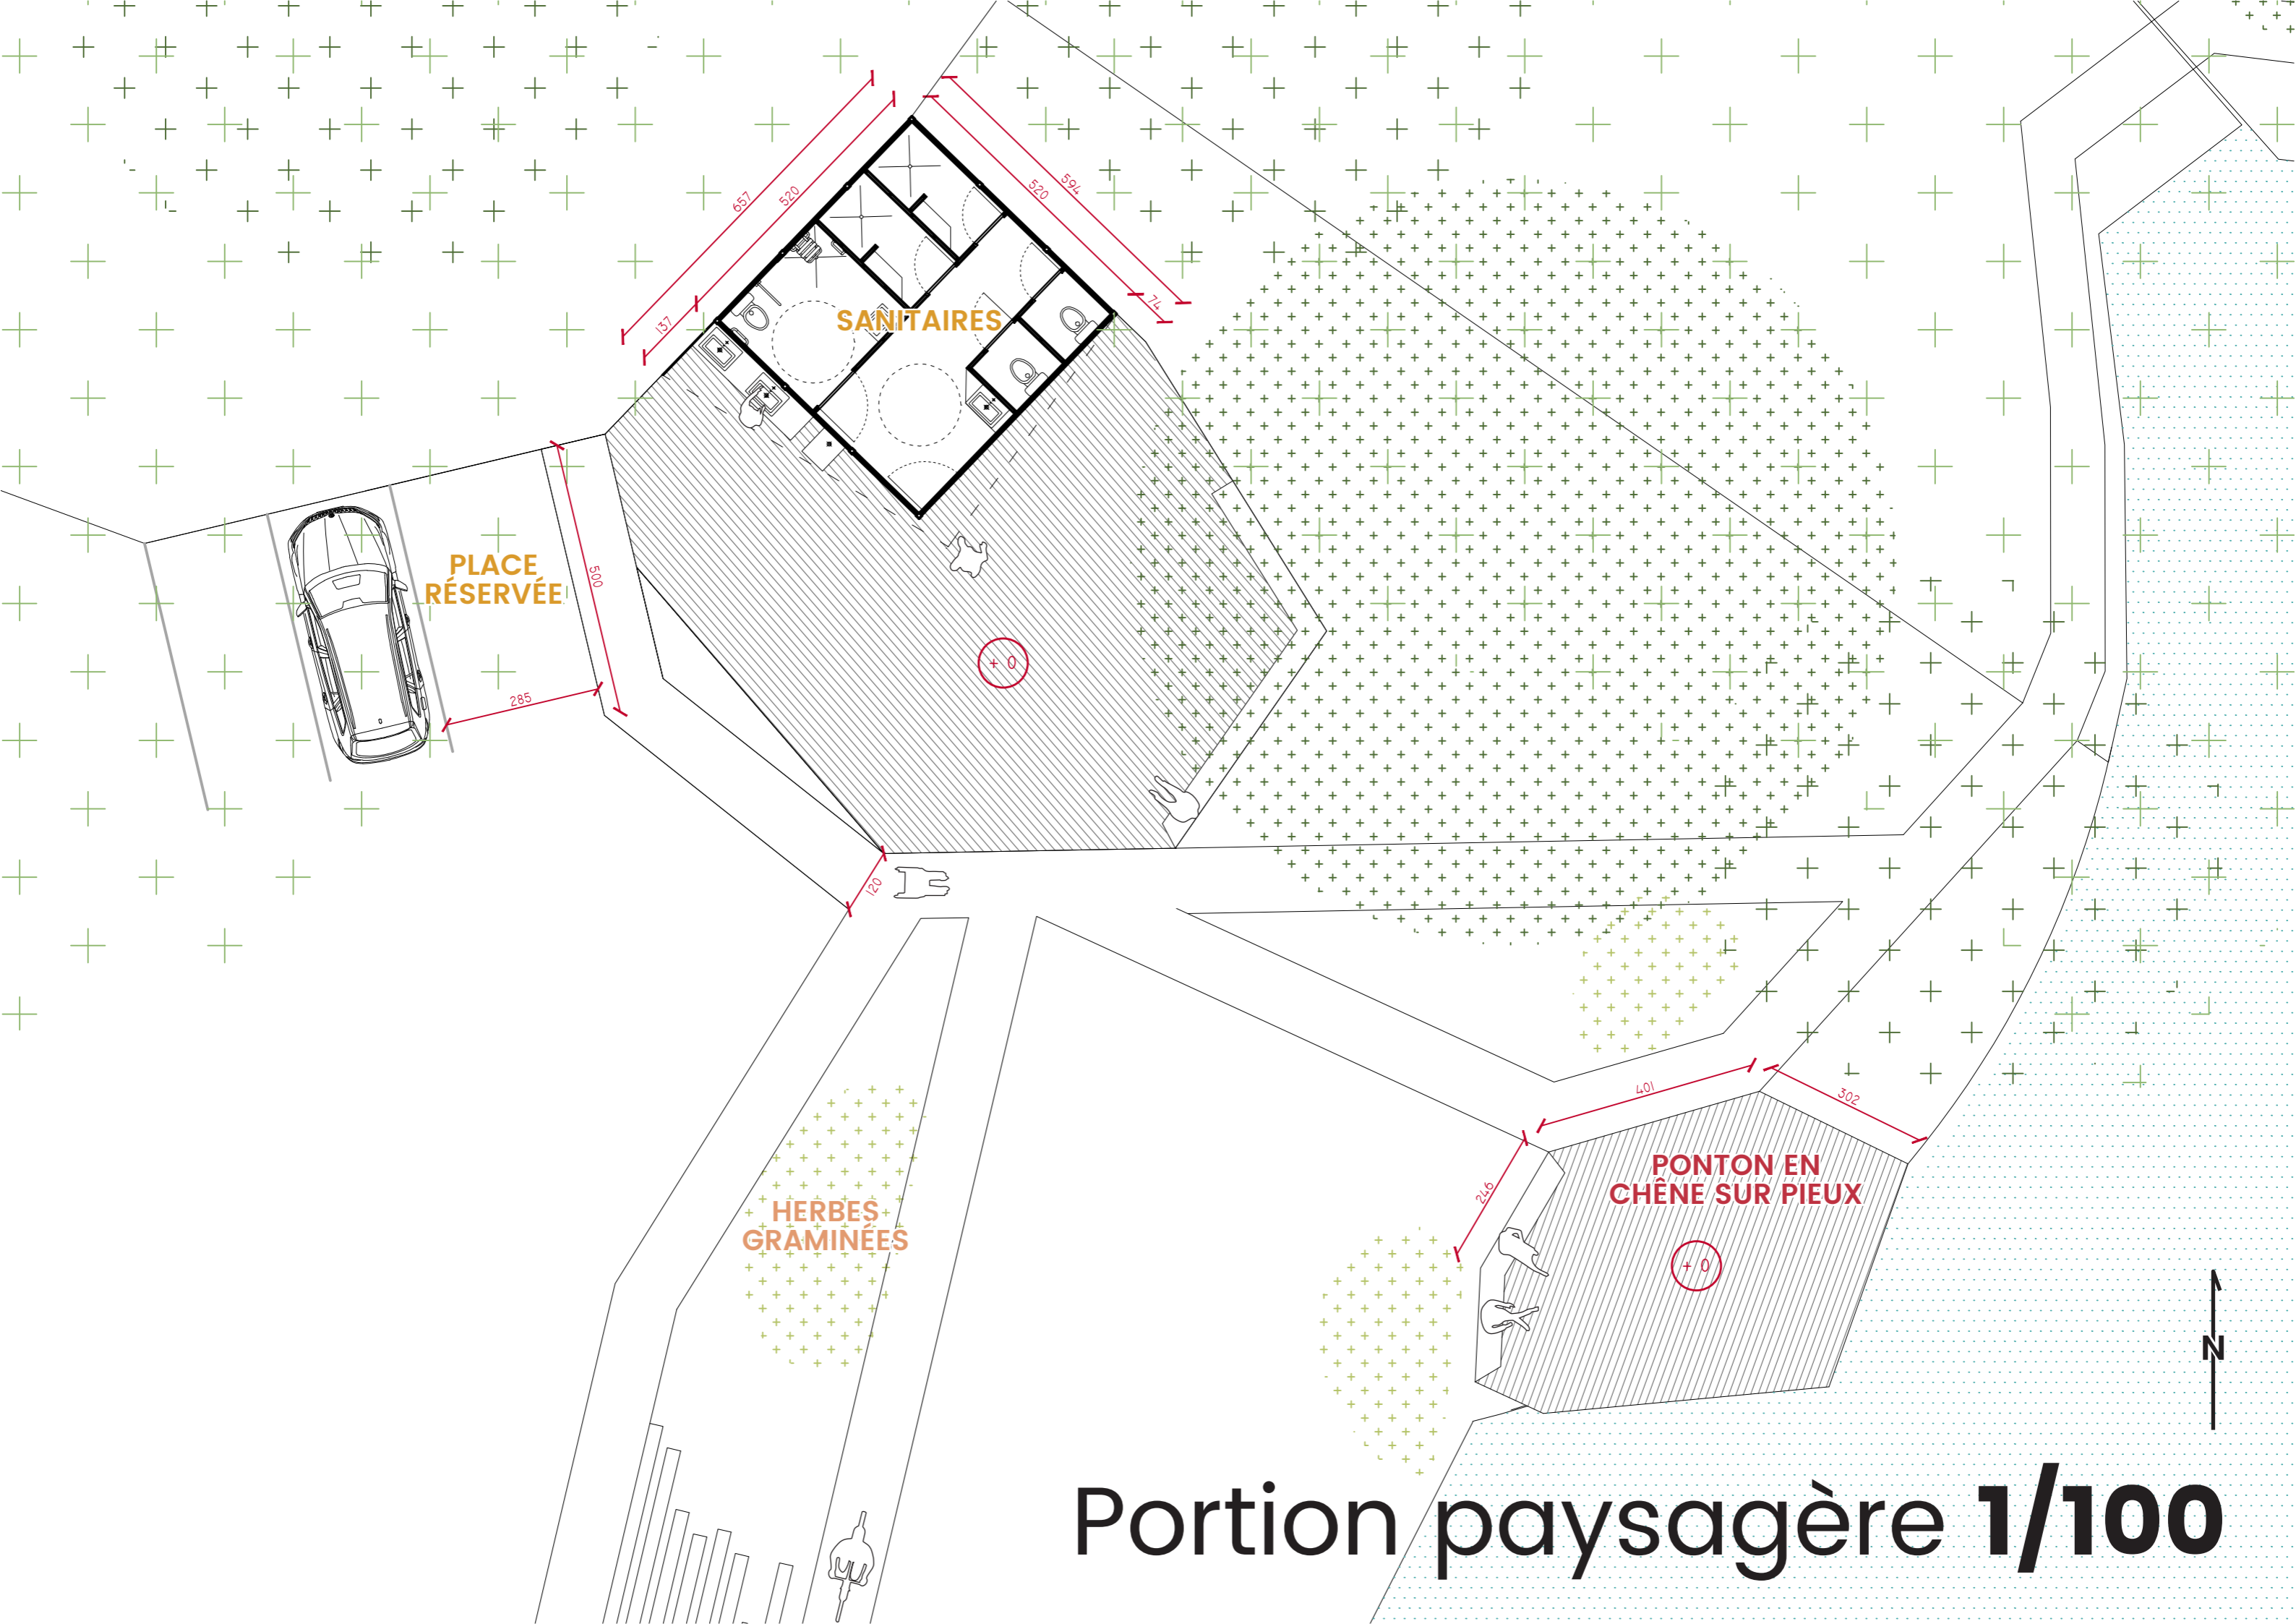 657
520
594
520
137
74
SANITAIRES
PLACE
RÉSERVÉE
500
285
+ 0
120
401
302
246
PONTON EN
CHÊNE SUR PIEUX
+ 0
HERBES
GRAMINÉES
N
Portion paysagère 1/100